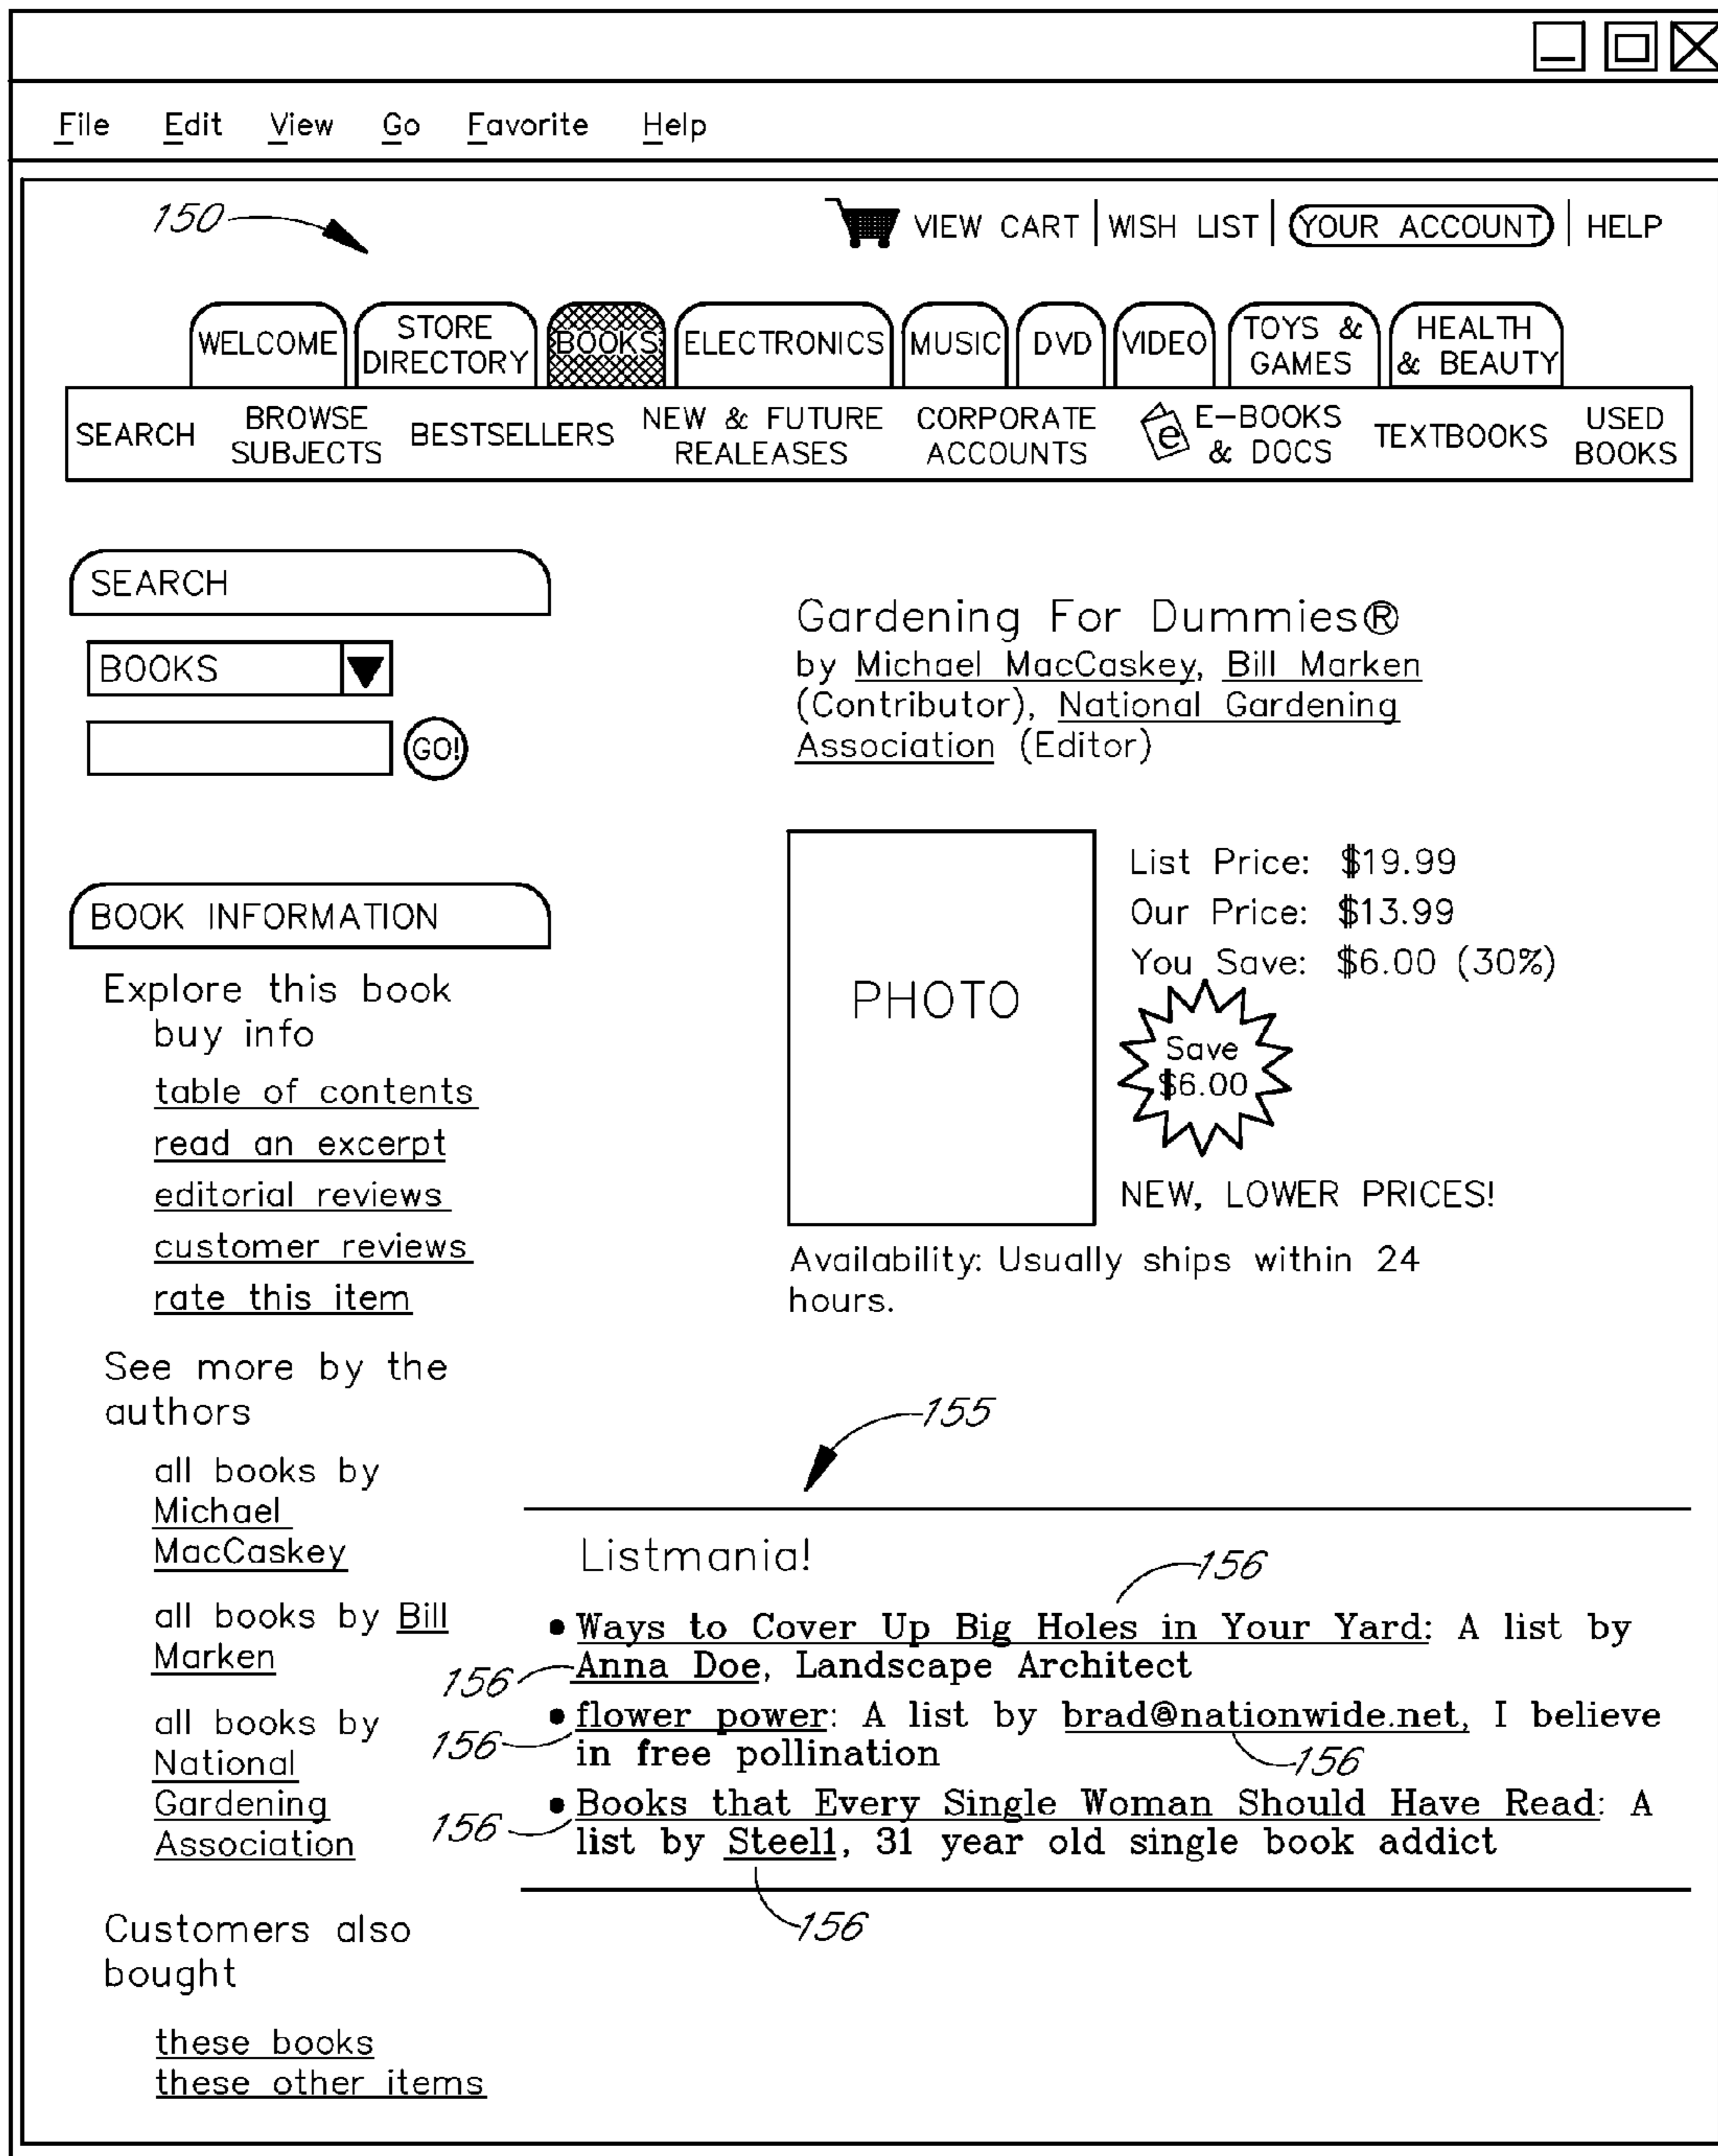 File Edit View Go Favorite Help
150
VIEW CART | WISH LIST | YOUR ACCOUNT | HELP
WELCOME
STORE
DIRECTORY
BOOKS
ELECTRONICS
MUSIC
DVD
VIDEO
TOYS &
GAMES
HEALTH
& BEAUTY
SEARCH
BROWSE
SUBJECTS
BESTSELLERS
NEW & FUTURE
REALEASES
CORPORATE
ACCOUNTS
e
E-BOOKS
& DOCS
TEXTBOOKS
USED
BOOKS
SEARCH
BOOKS
GO!
BOOK INFORMATION
Explore this book
buy info
table of contents
read an excerpt
editorial reviews
customer reviews
rate this item
See more by the
authors
all books by
Michael
MacCaskey
all books by Bill
Marken
all books by
National
Gardening
Association
Customers also
bought
these books
these other items
Gardening For Dummies®
by Michael MacCaskey, Bill Marken
(Contributor), National Gardening
Association (Editor)
PHOTO
List Price: $19.99
Our Price: $13.99
You Save: $6.00 (30%)
Save
$6.00
NEW, LOWER PRICES!
Availability: Usually ships within 24
hours.
155
Listmania!
156
• Ways to Cover Up Big Holes in Your Yard: A list by
156 Anna Doe, Landscape Architect
• flower power: A list by brad@nationwide.net, I believe
156 in free pollination 156
• Books that Every Single Woman Should Have Read: A
156 list by Steel1, 31 year old single book addict
156